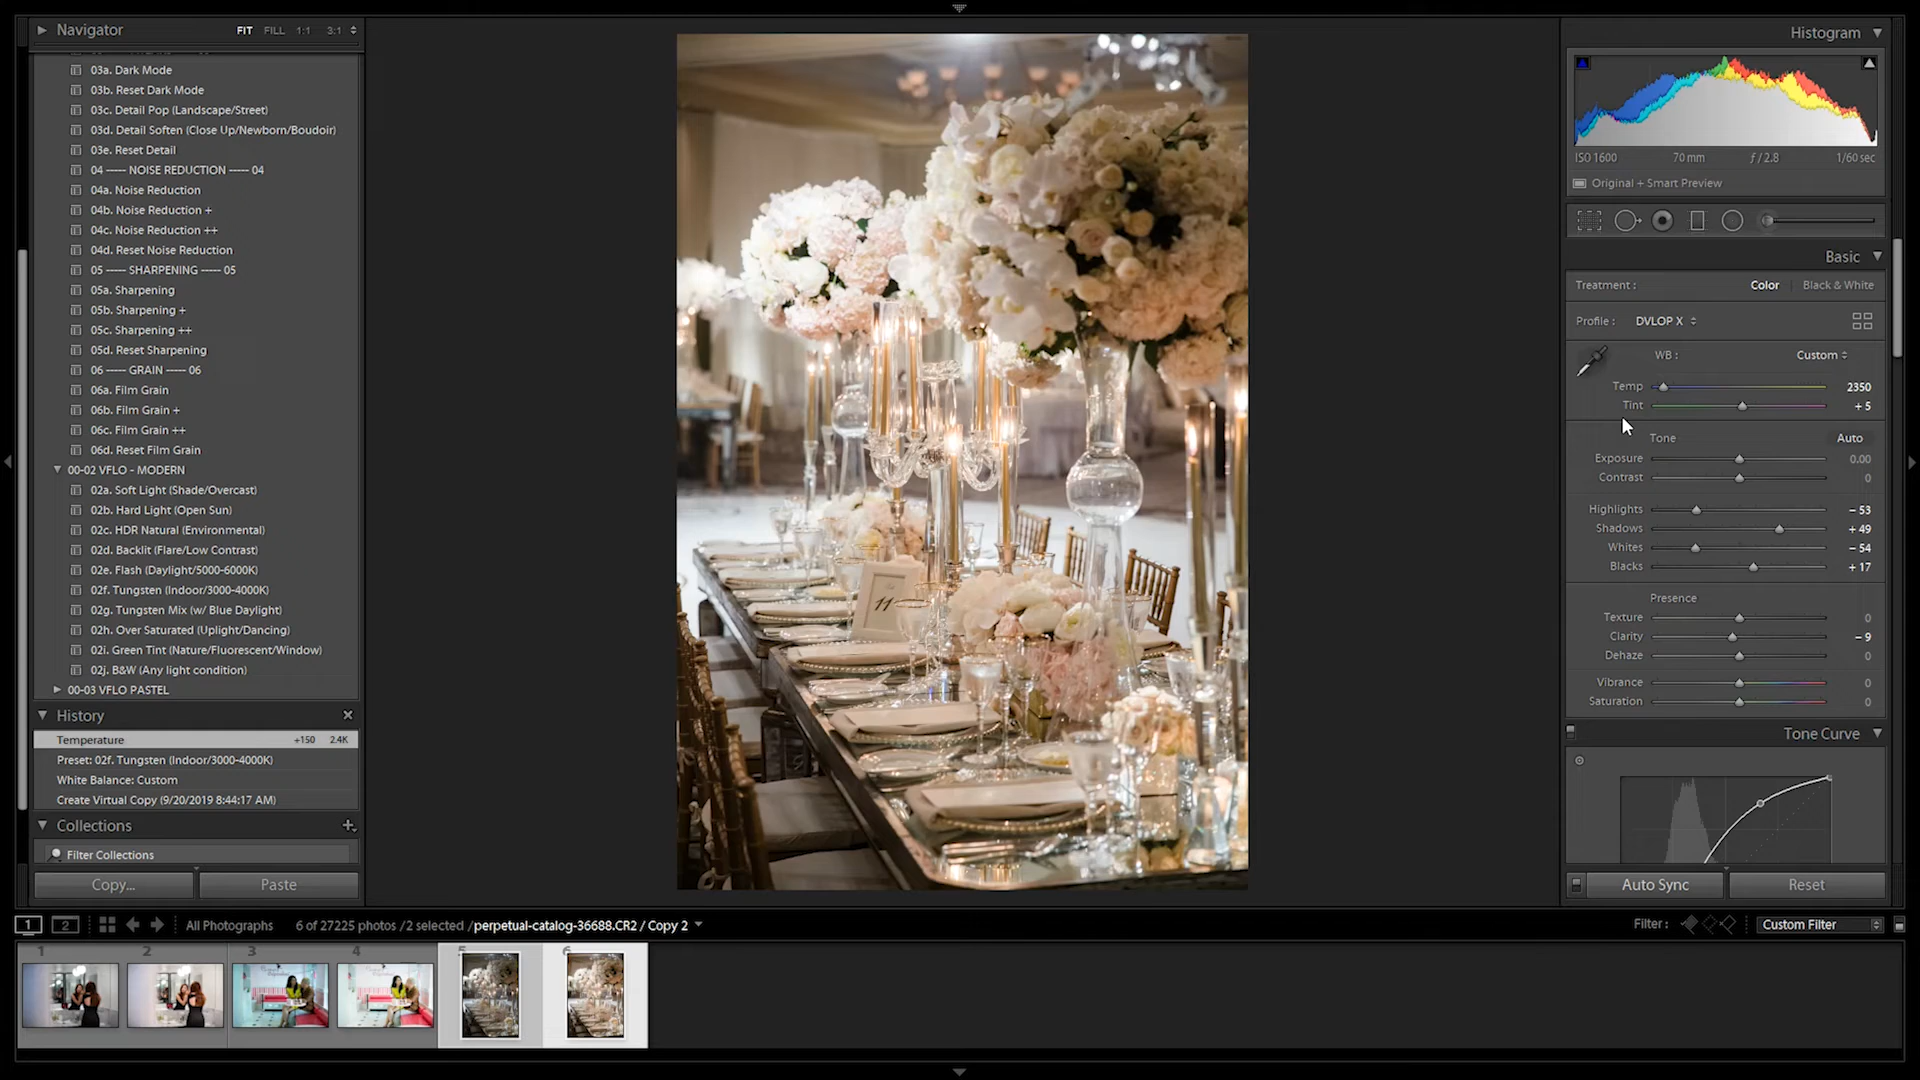 Navigator
FIT FILL 1:1 3:1
03a. Dark Mode
03b. Reset Dark Mode
03c. Detail Pop (Landscape/Street)
03d. Detail Soften (Close Up/Newborn/Boudoir)
03e. Reset Detail
04 ----- NOISE REDUCTION ----- 04
04a. Noise Reduction
04b. Noise Reduction +
04c. Noise Reduction ++
04d. Reset Noise Reduction
05 ----- SHARPENING ----- 05
05a. Sharpening
05b. Sharpening +
05c. Sharpening ++
05d. Reset Sharpening
06 ----- GRAIN ----- 06
06a. Film Grain
06b. Film Grain +
06c. Film Grain ++
06d. Reset Film Grain
00-02 VFLO - MODERN
02a. Soft Light (Shade/Overcast)
02b. Hard Light (Open Sun)
02c. HDR Natural (Environmental)
02d. Backlit (Flare/Low Contrast)
02e. Flash (Daylight/5000-6000K)
02f. Tungsten (Indoor/3000-4000K)
02g. Tungsten Mix (w/ Blue Daylight)
02h. Over Saturated (Uplight/Dancing)
02i. Green Tint (Nature/Fluorescent/Window)
02j. B&W (Any light condition)
00-03 VFLO PASTEL
History
Temperature +150 2.4K
Preset: 02f. Tungsten (Indoor/3000-4000K)
White Balance: Custom
Create Virtual Copy (9/20/2019 8:44:17 AM)
Collections
Filter Collections
Copy... Paste
11
Histogram
ISO 1600 70 mm ƒ / 2.8 1/60 sec
Original + Smart Preview
Basic
Treatment : Color Black & White
Profile : DVLOP X
WB : Custom
Temp 2350
Tint + 5
Tone Auto
Exposure 0.00
Contrast 0
Highlights - 53
Shadows + 49
Whites - 54
Blacks + 17
Presence
Texture 0
Clarity - 9
Dehaze 0
Vibrance 0
Saturation 0
Tone Curve
Auto Sync Reset
1 2 All Photographs 6 of 27225 photos /2 selected /perpetual-catalog-36688.CR2 / Copy 2 Filter : Custom Filter
1 2 3 4 5 6